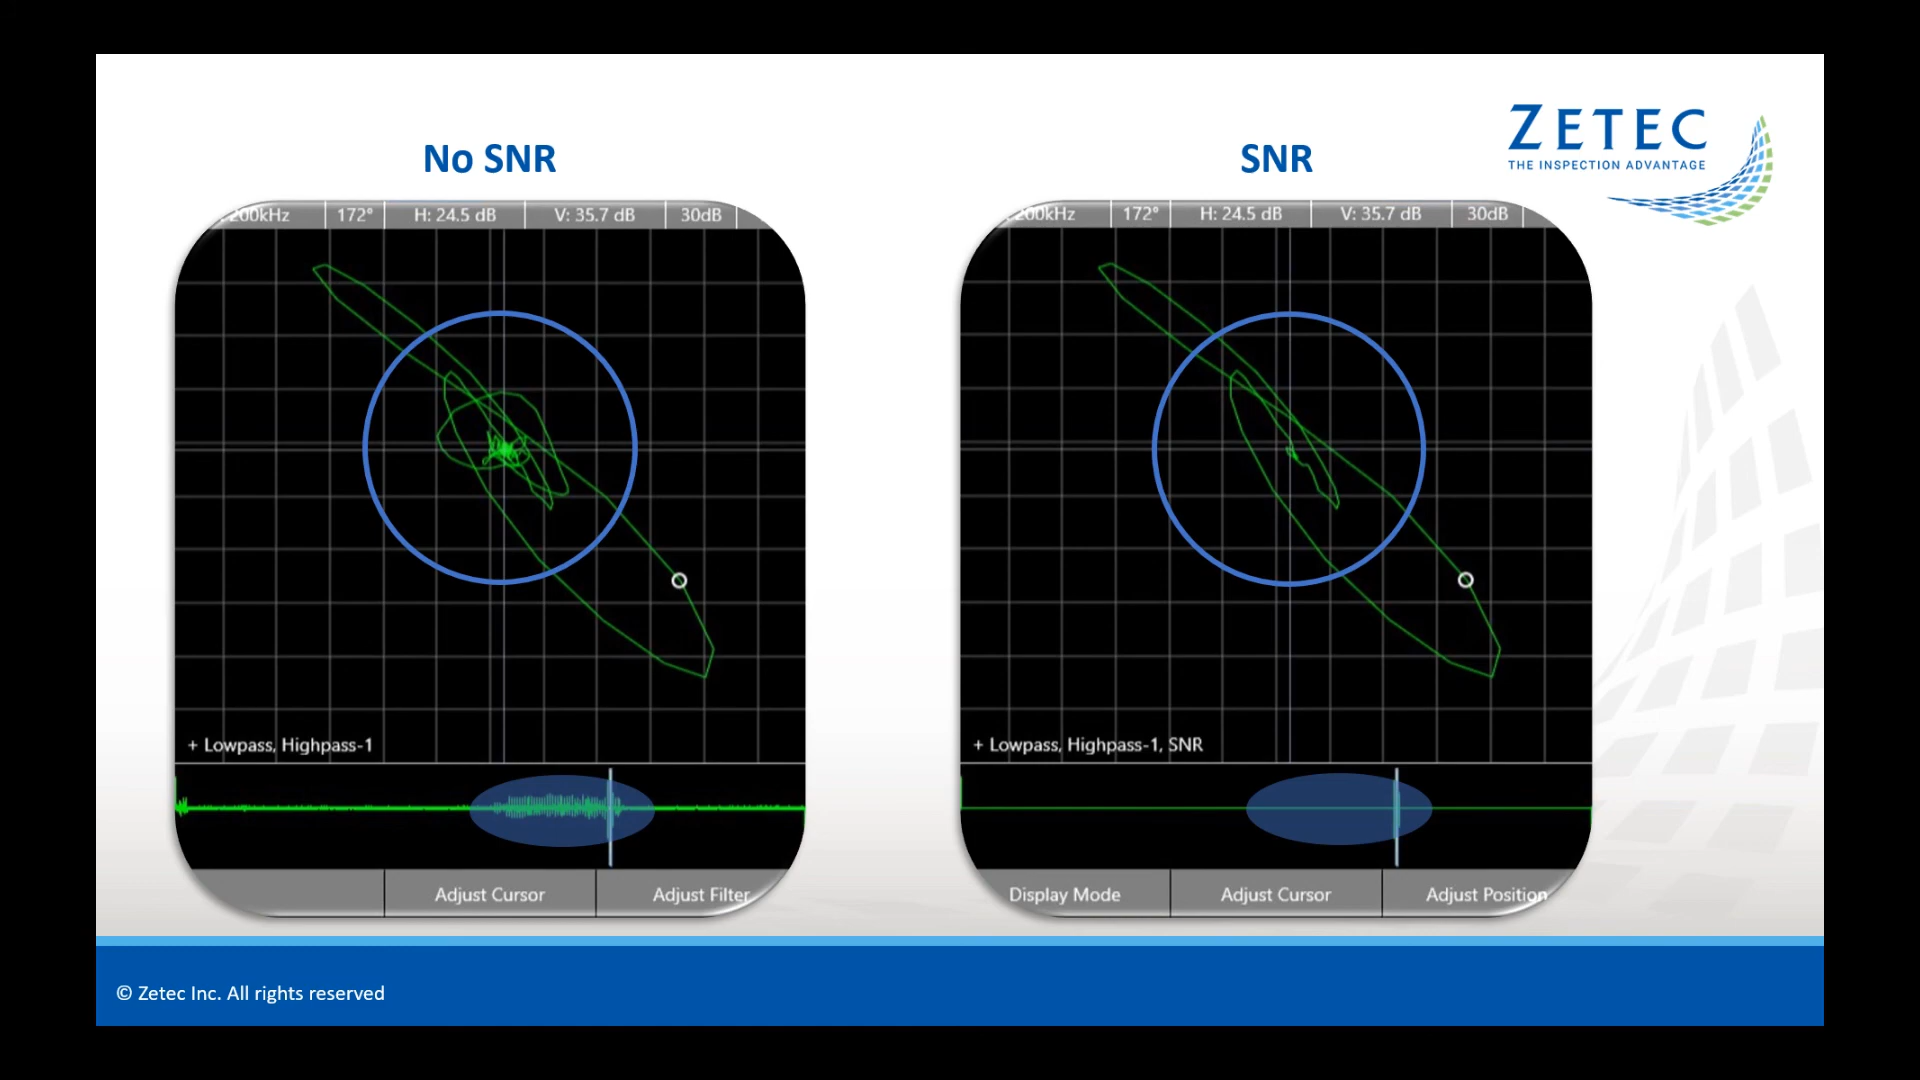 ZETEC
THE INSPECTION ADVANTAGE
No SNR
SNR
200kHz 172° H: 24.5 dB V: 35.7 dB 30dB
+ Lowpass, Highpass-1
Adjust Cursor Adjust Filter
200kHz 172° H: 24.5 dB V: 35.7 dB 30dB
+ Lowpass, Highpass-1, SNR
Display Mode Adjust Cursor Adjust Position
© Zetec Inc. All rights reserved